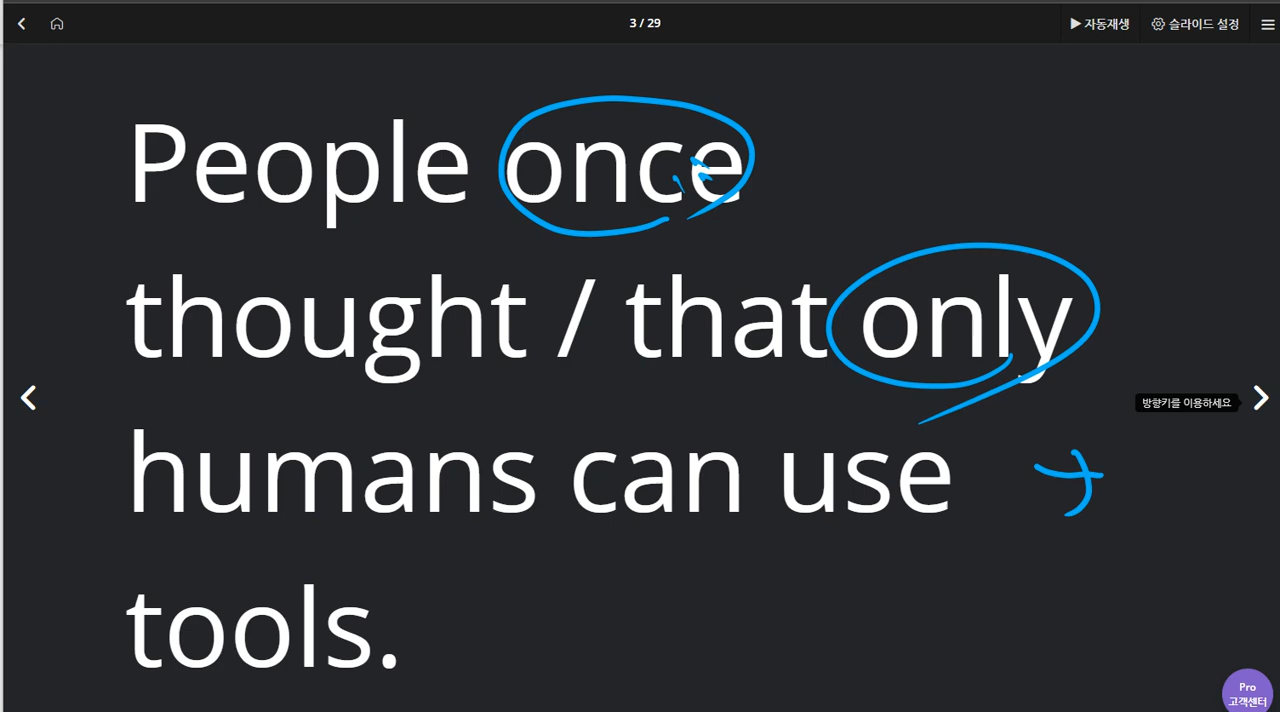 3 / 29
자동재생
슬라이드 설정
People once
thought / that only
humans can use
tools.
방향키를 이용하세요
Pro
고객센터